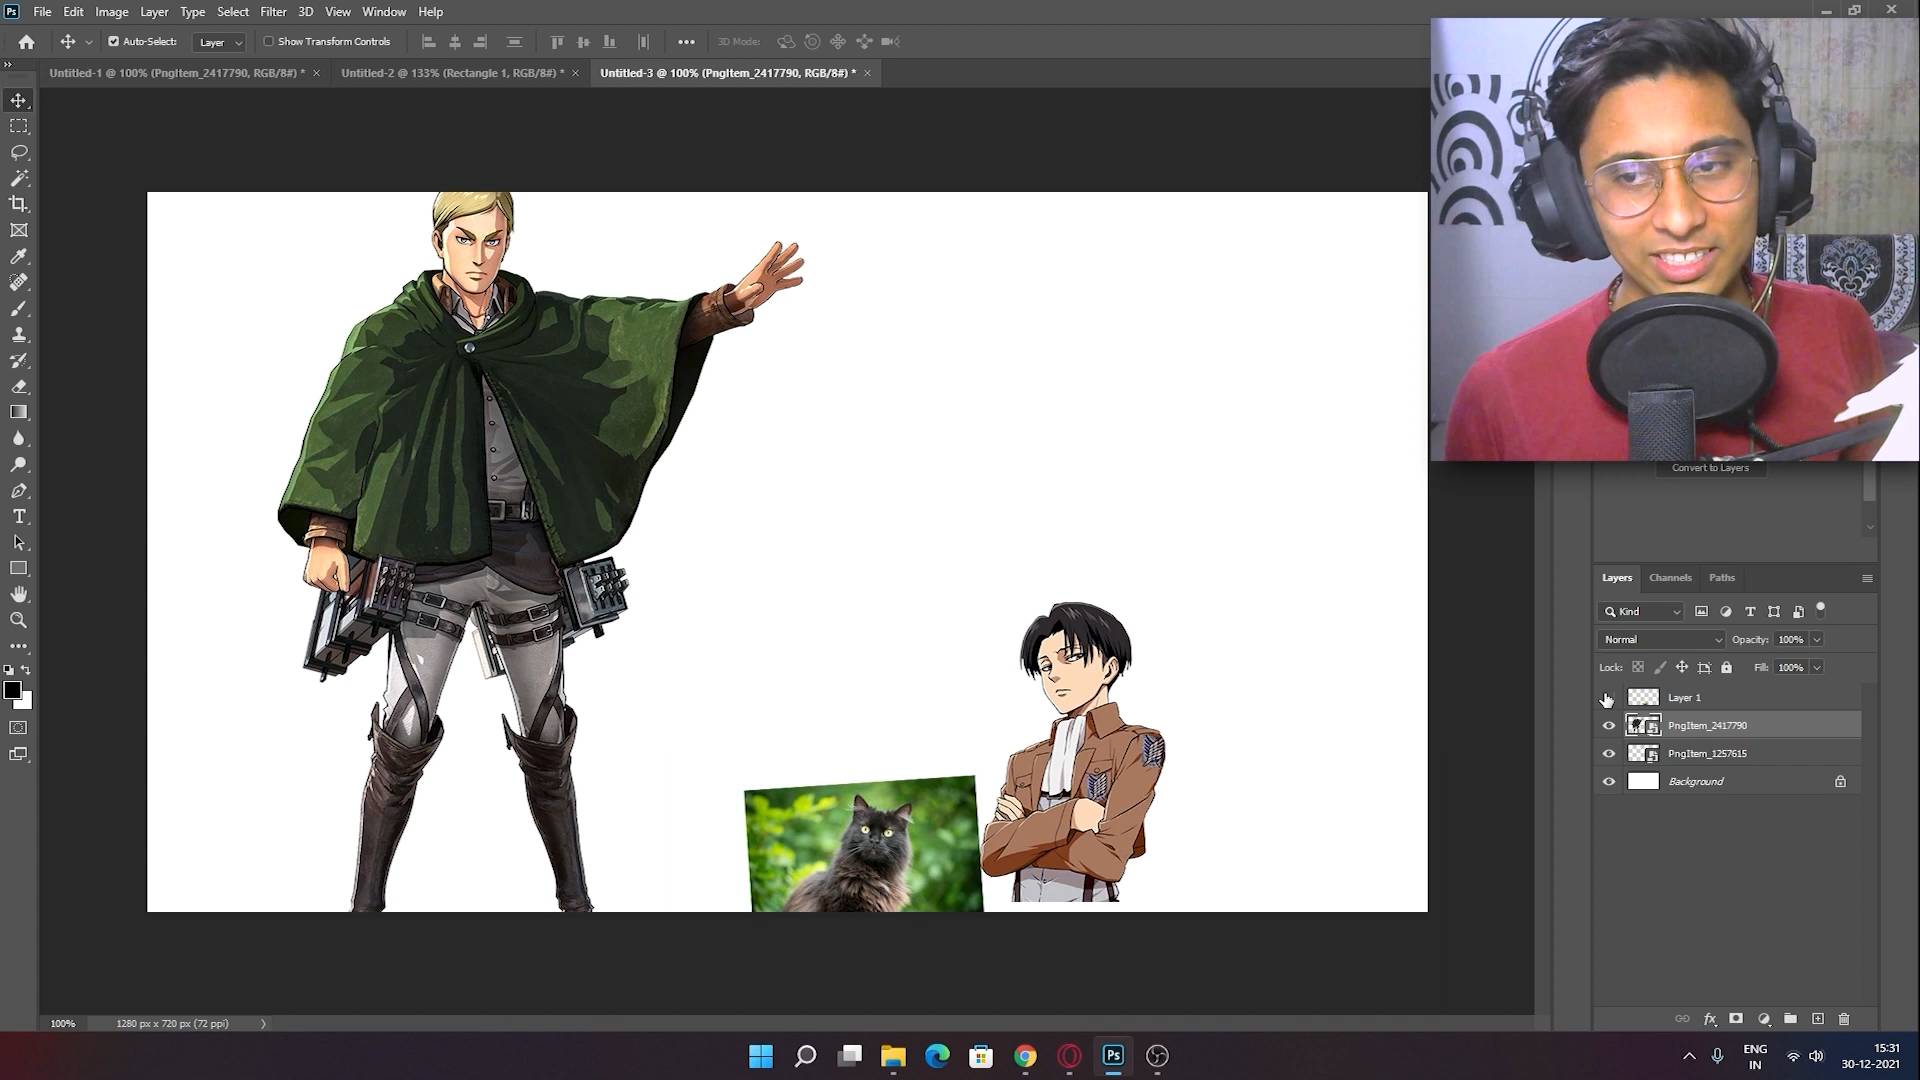 Ps File Edit Image Layer Type Select Filter 3D View Window Help
Auto-Select: Layer Show Transform Controls 3D Mode:
Untitled-1 @ 100% (PngItem_2417790, RGB/8#) * × Untitled-2 @ 133% (Rectangle 1, RGB/8#) * × Untitled-3 @ 100% (PngItem_2417790, RGB/8#) * ×
Convert to Layers
Layers Channels Paths
Kind
Normal Opacity: 100%
Lock: Fill: 100%
Layer 1
PngItem_2417790
PngItem_1257615
Background
fx
100% 1280 px x 720 px (72 ppi)
Ps
ENG
IN
15:31
30-12-2021